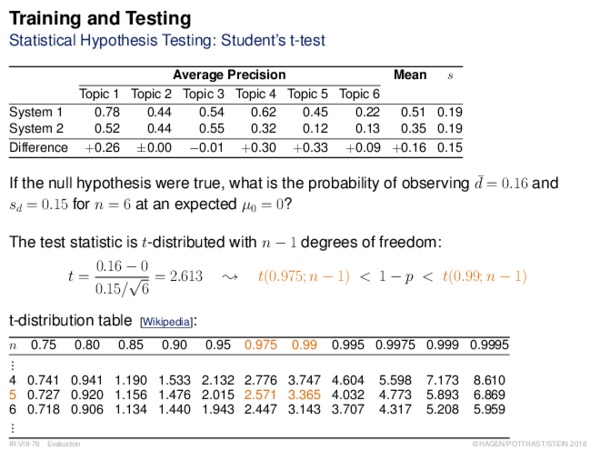 Training and Testing
Statistical Hypothesis Testing: Student's t-test
Average Precision Mean s
Topic 1 Topic 2 Topic 3 Topic 4 Topic 5 Topic 6
System 1 0.78 0.44 0.54 0.62 0.45 0.22 0.51 0.19
System 2 0.52 0.44 0.55 0.32 0.12 0.13 0.35 0.19
Difference +0.26 ±0.00 −0.01 +0.30 +0.33 +0.09 +0.16 0.15
If the null hypothesis were true, what is the probability of observing d̄ = 0.16 and
s_d = 0.15 for n = 6 at an expected μ₀ = 0?
The test statistic is t-distributed with n − 1 degrees of freedom:
t = (0.16 − 0)/(0.15/√6) = 2.613 ⇝ t(0.975; n − 1) < 1 − p < t(0.99; n − 1)
t-distribution table [Wikipedia]:
n 0.75 0.80 0.85 0.90 0.95 0.975 0.99 0.995 0.9975 0.999 0.9995
⋮
4 0.741 0.941 1.190 1.533 2.132 2.776 3.747 4.604 5.598 7.173 8.610
5 0.727 0.920 1.156 1.476 2.015 2.571 3.365 4.032 4.773 5.893 6.869
6 0.718 0.906 1.134 1.440 1.943 2.447 3.143 3.707 4.317 5.208 5.959
⋮
IR:VIII-78 Evaluation ©HAGEN/POTTHAST/STEIN 2018